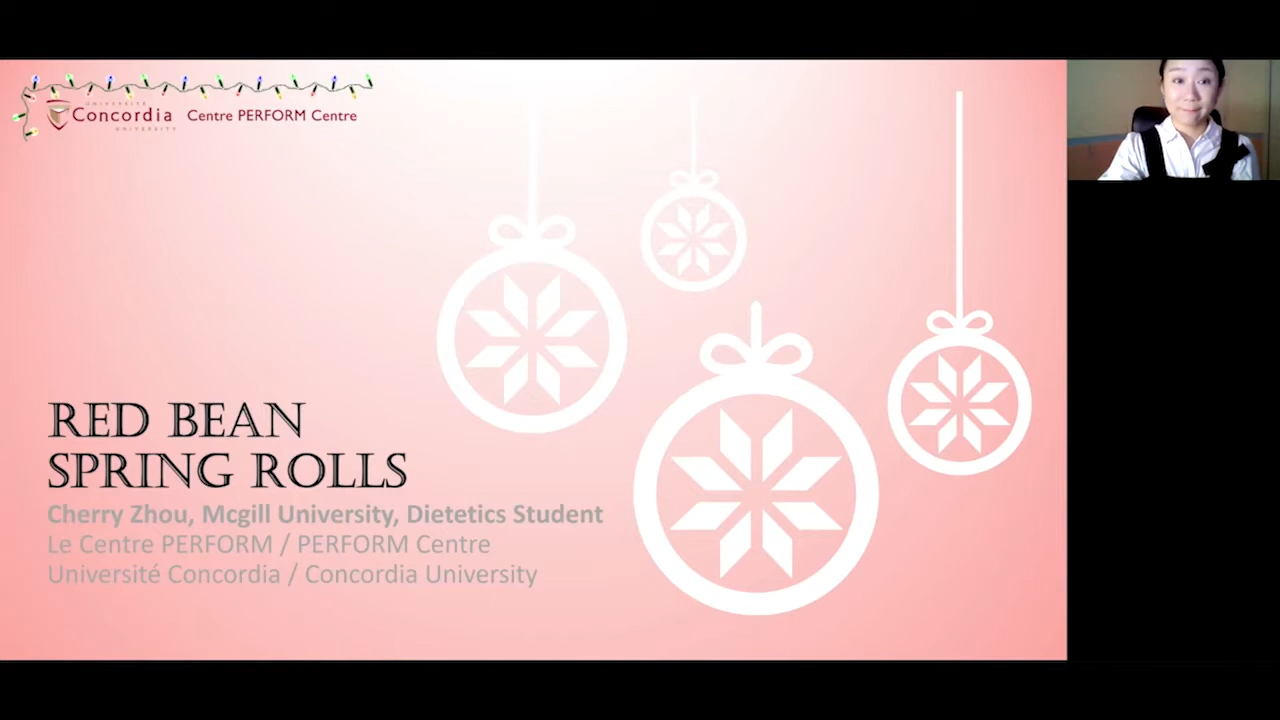 UNIVERSITÉ
Concordia
UNIVERSITY
Centre PERFORM Centre
RED BEAN
SPRING ROLLS
Cherry Zhou, Mcgill University, Dietetics Student
Le Centre PERFORM / PERFORM Centre
Université Concordia / Concordia University